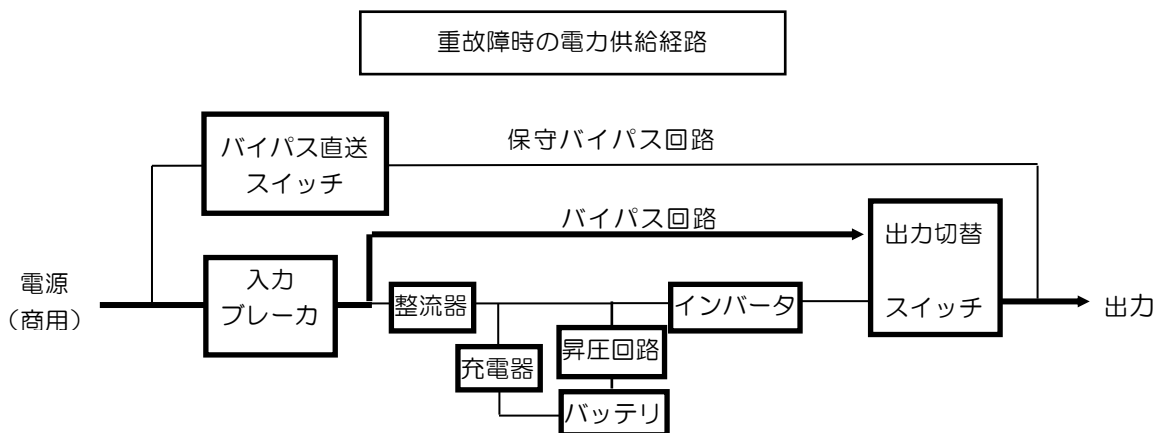 重故障時の電力供給経路
バイパス直送
スイッチ
保守バイパス回路
バイパス回路
出力切替
スイッチ
電源
（商用）
入力
ブレーカ
整流器
インバータ
出力
充電器
昇圧回路
バッテリ